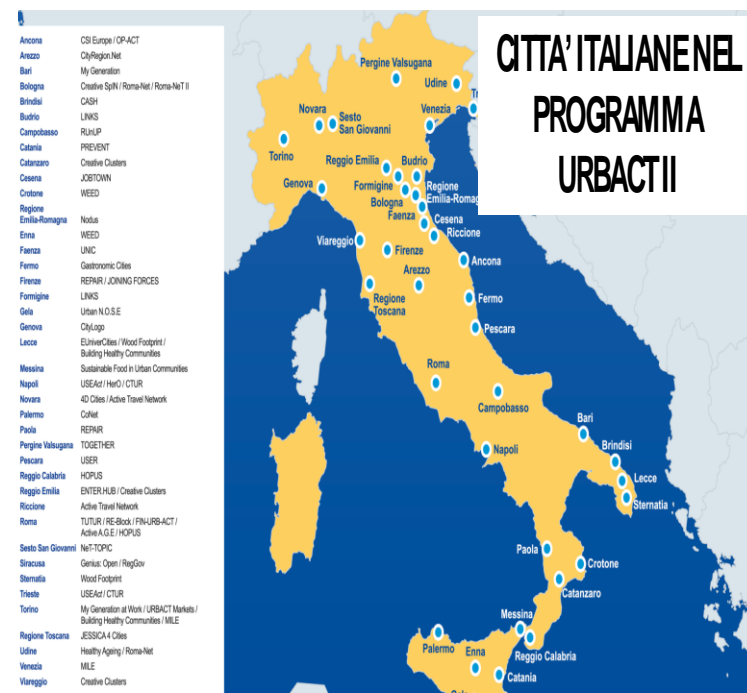 CITTA' ITALIANE NEL
PROGRAMMA
URBACT II
Ancona CSI Europe / OP-ACT
Arezzo CityRegion.Net
Bari My Generation
Bologna Creative SpIN / Roma-Net / Roma-NeT II
Brindisi CASH
Budrio LINKS
Campobasso RUnUP
Catania PREVENT
Catanzaro Creative Clusters
Cesena JOBTOWN
Crotone WEED
Regione
Emilia-Romagna Nodus
Enna WEED
Faenza UNIC
Fermo Gastronomic Cities
Firenze REPAIR / JOINING FORCES
Formigine LINKS
Gela Urban N.O.S.E
Genova CityLogo
Lecce EUniverCities / Wood Footprint /
Building Healthy Communities
Messina Sustainable Food in Urban Communities
Napoli USEAct / HerO / CTUR
Novara 4D Cities / Active Travel Network
Palermo CoNet
Paola REPAIR
Pergine Valsugana TOGETHER
Pescara USER
Reggio Calabria HOPUS
Reggio Emilia ENTER.HUB / Creative Clusters
Riccione Active Travel Network
Roma TUTUR / RE-Block / FIN-URB-ACT /
Active A.G.E / HOPUS
Sesto San Giovanni NeT-TOPIC
Siracusa Genius: Open / RegGov
Sternatia Wood Footprint
Trieste USEAct / CTUR
Torino My Generation at Work / URBACT Markets /
Building Healthy Communities / MILE
Regione Toscana JESSICA 4 Cities
Udine Healthy Ageing / Roma-Net
Venezia MILE
Viareggio Creative Clusters
Pergine Valsugana
Udine
Venezia
Novara
Sesto
San Giovanni
Torino
Reggio Emilia
Budrio
Genova
Formigine
Regione
Emilia-Romag
Bologna
Faenza
Cesena
Riccione
Viareggio
Firenze
Ancona
Arezzo
Regione
Toscana
Fermo
Pescara
Roma
Campobasso
Bari
Napoli
Brindisi
Lecce
Sternatia
Paola
Crotone
Catanzaro
Messina
Palermo
Enna
Reggio Calabria
Catania